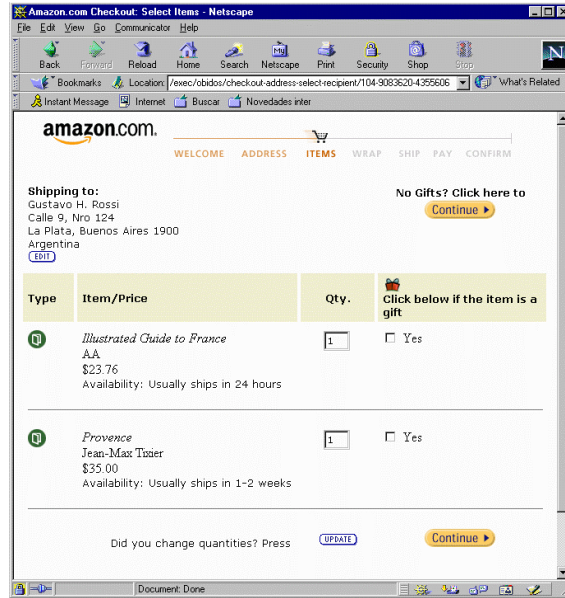 Amazon.com Checkout: Select Items - Netscape
File Edit View Go Communicator Help
Back Forward Reload Home Search Netscape Print Security Shop Stop
Bookmarks Location: /exec/obidos/checkout-address-select-recipient/104-9083620-4355606 What's Related
Instant Message Internet Buscar Novedades inter
amazon.com.
WELCOME ADDRESS ITEMS WRAP SHIP PAY CONFIRM
Shipping to:
Gustavo H. Rossi
Calle 9, Nro 124
La Plata, Buenos Aires 1900
Argentina
EDIT
No Gifts? Click here to
Continue
Type Item/Price Qty. Click below if the item is a
gift
Illustrated Guide to France 1 Yes
AA
$23.76
Availability: Usually ships in 24 hours
Provence 1 Yes
Jean-Max Tixier
$35.00
Availability: Usually ships in 1-2 weeks
Did you change quantities? Press UPDATE Continue
Document: Done